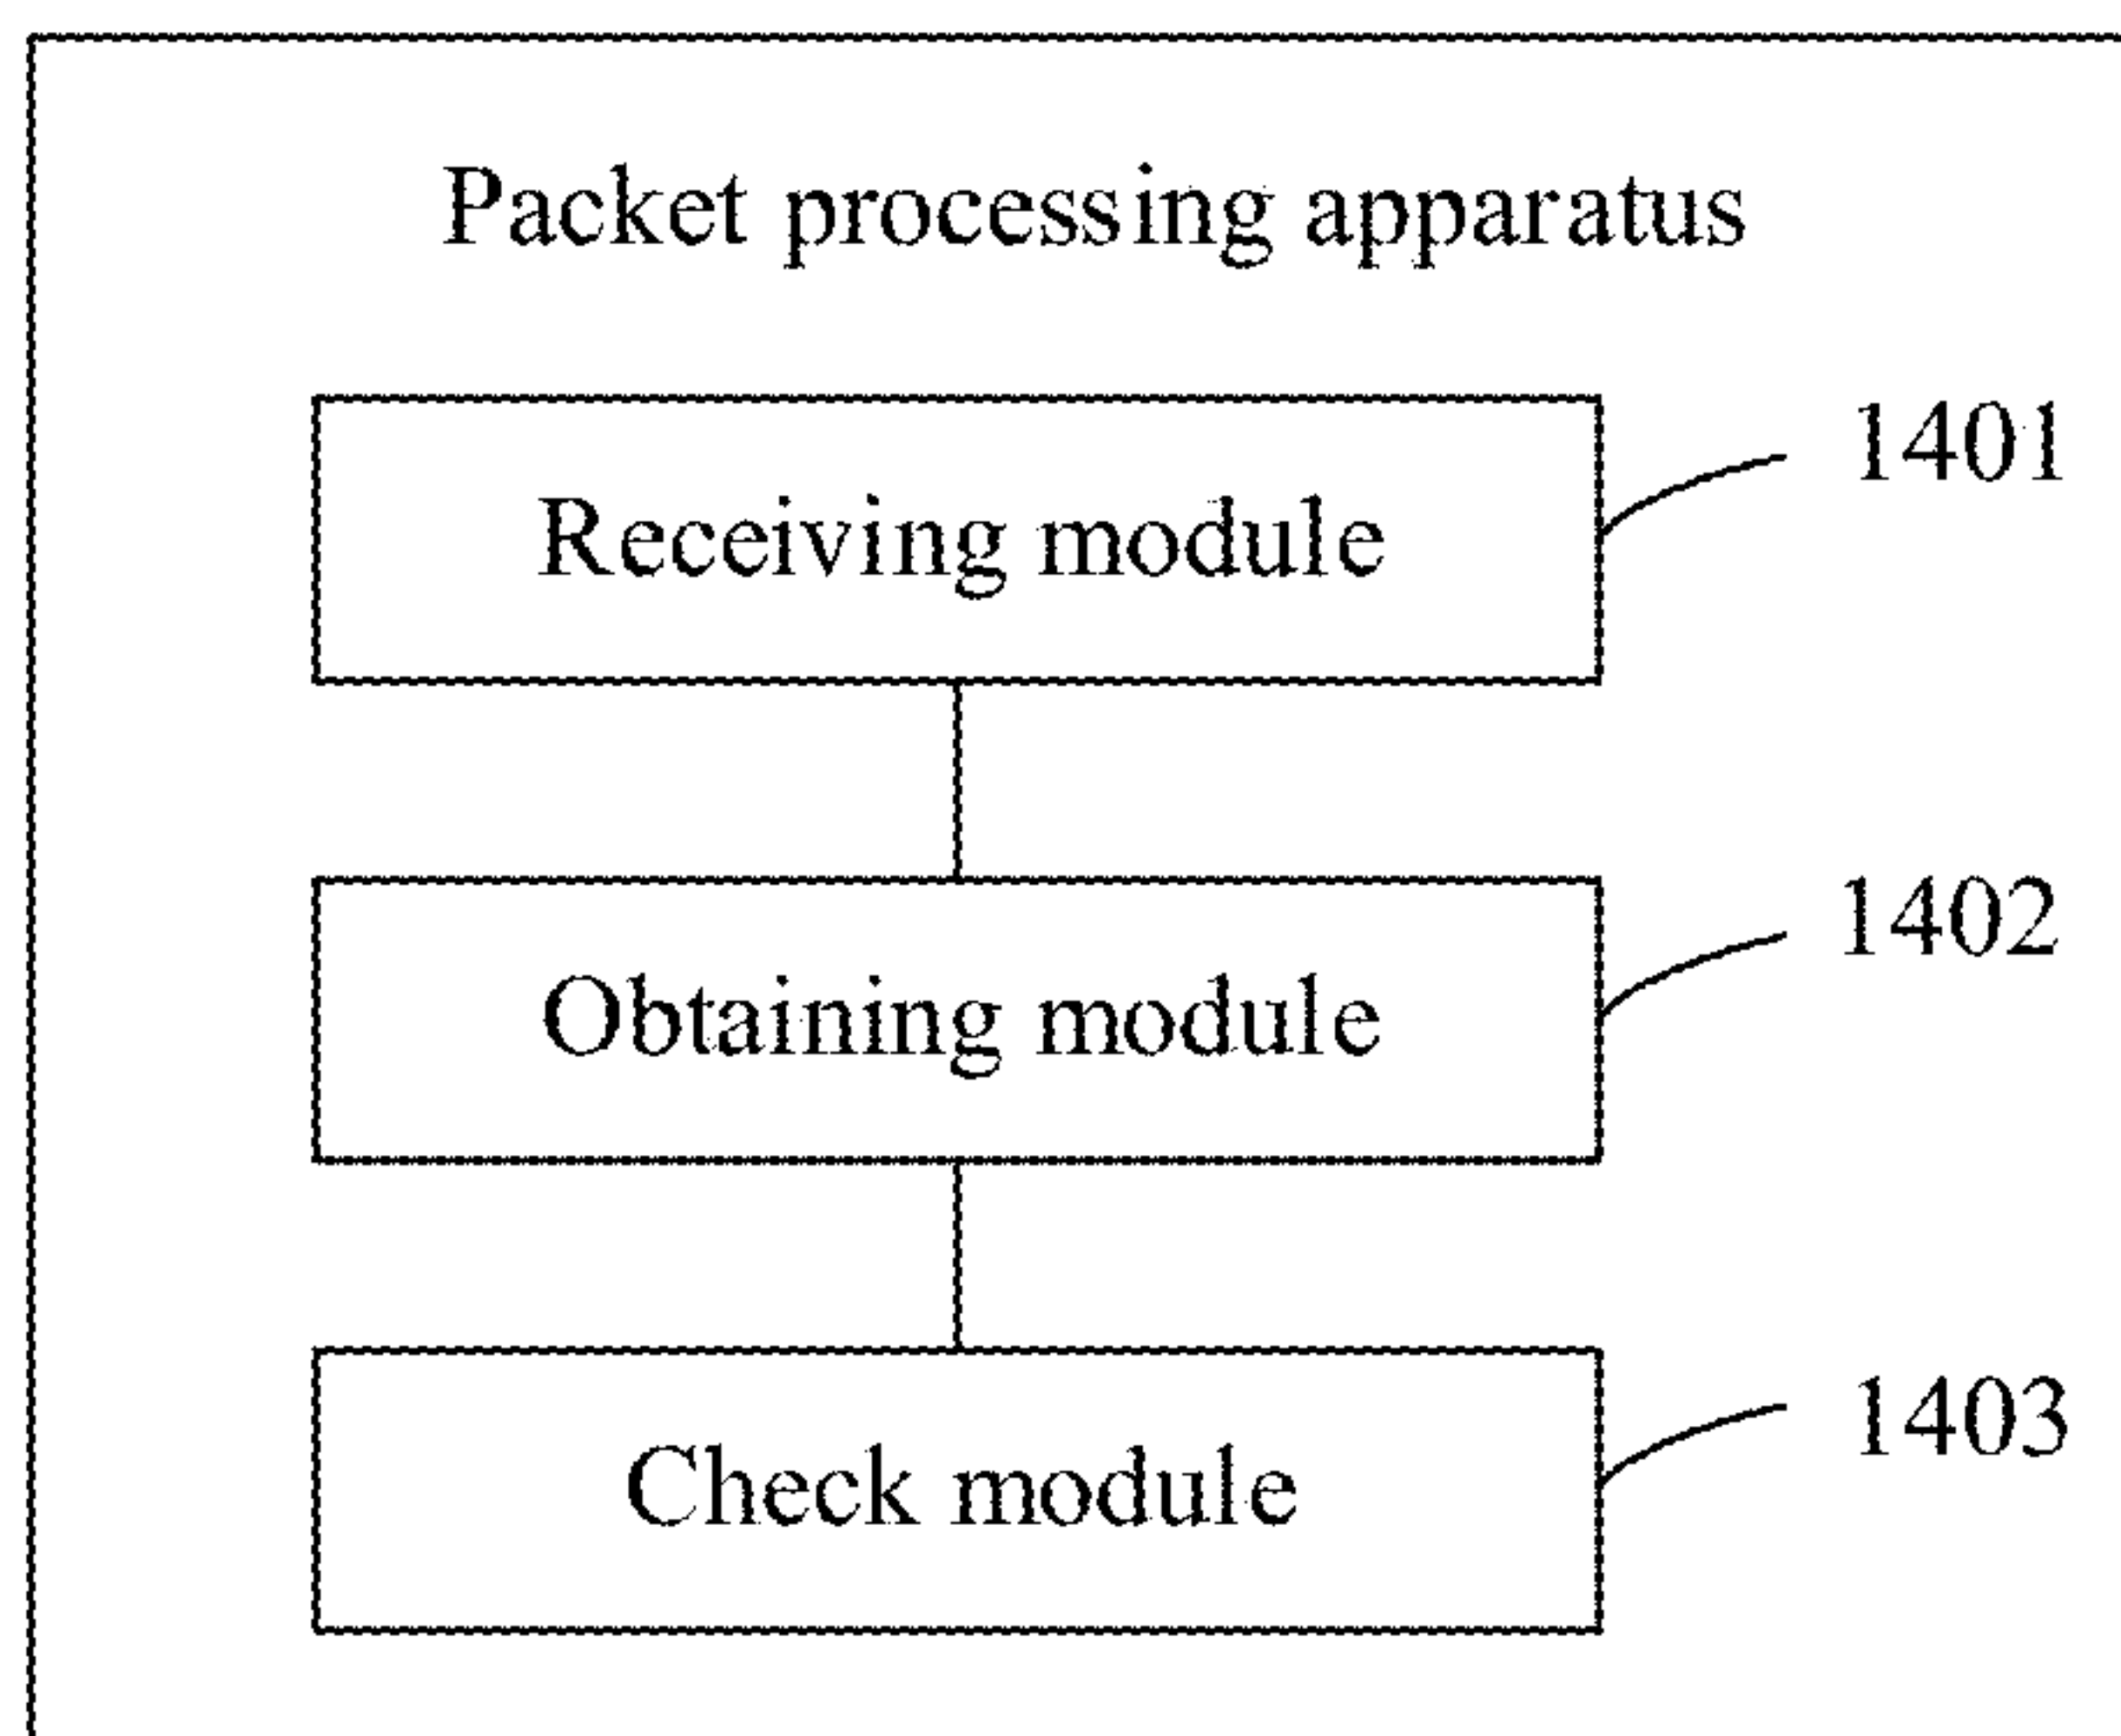 Packet processing apparatus
1401
Receiving module
1402
Obtaining module
1403
Check module